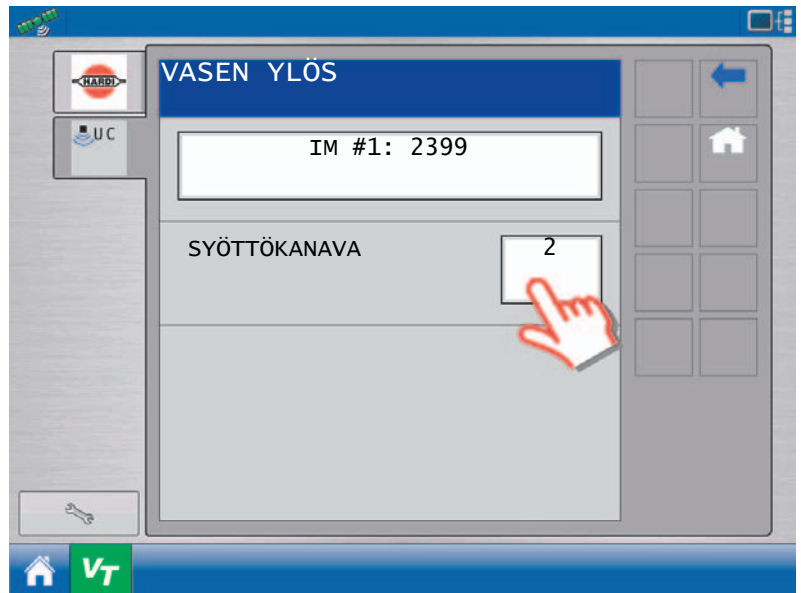 HARDI
VASEN YLÖS
UC
IM #1: 2399
SYÖTTÖKANAVA
2
VT